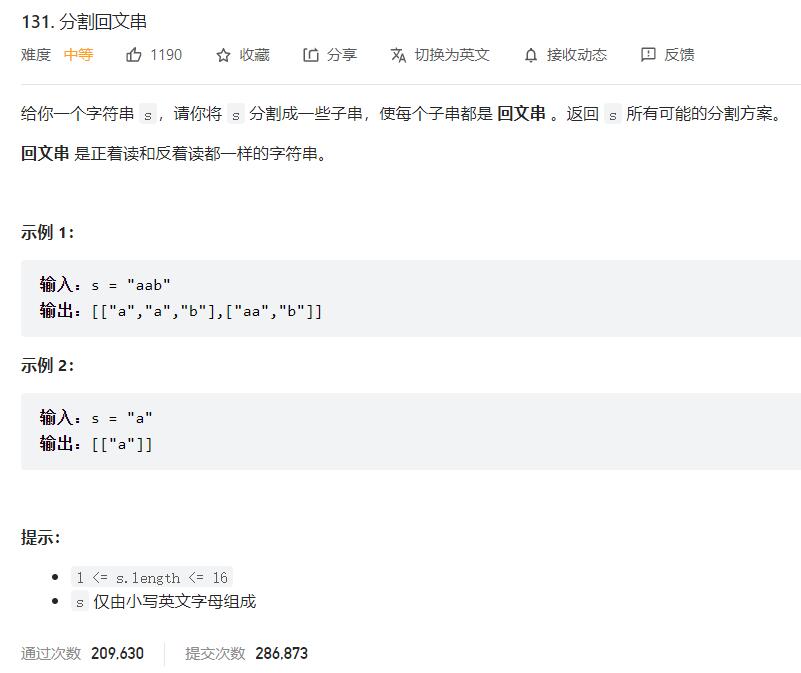 131. 分割回文串
难度 中等 1190 收藏 分享 切换为英文 接收动态 反馈
给你一个字符串 s，请你将 s 分割成一些子串，使每个子串都是 回文串 。返回 s 所有可能的分割方案。
回文串 是正着读和反着读都一样的字符串。
示例 1：
输入：s = "aab"
输出：[["a","a","b"],["aa","b"]]
示例 2：
输入：s = "a"
输出：[["a"]]
提示：
• 1 <= s.length <= 16
• s 仅由小写英文字母组成
通过次数 209,630 提交次数 286,873